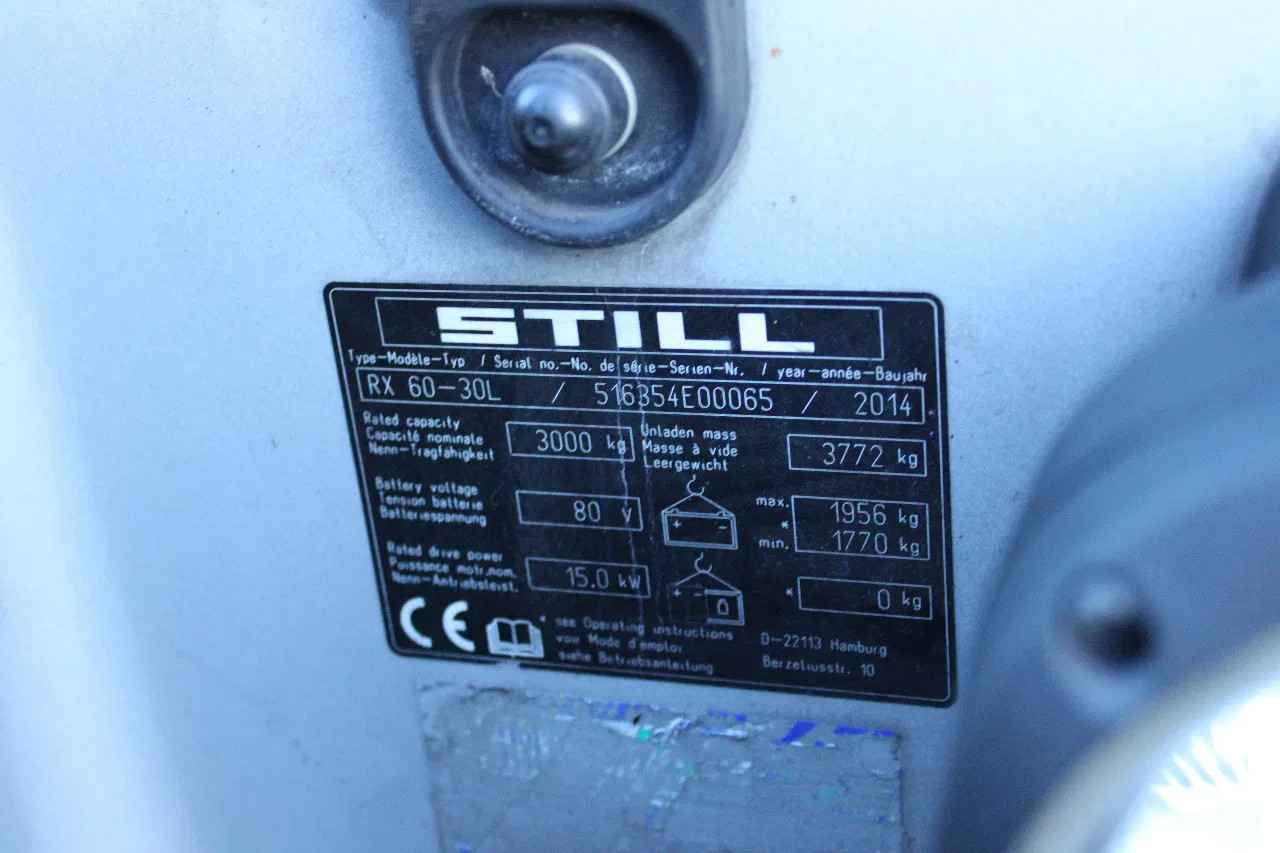 STILL
Type-Modèle-Typ / Serial no.-No. de série-Serien-Nr. / year-année-Baujahr
RX 60-30L / 516354E00065 / 2014
Rated capacity
Capacité nominale
Nenn-Tragfähigkeit
3000 kg
Unladen mass
Masse à vide
Leergewicht
3772 kg
Battery voltage
Tension batterie
Batteriespannung
80 V
+ -
max.
*
min.
1956 kg
1770 kg
Rated drive power
Puissance motr.nom.
Nenn-Antriebsleist.
15.0 kW
+ -
* 0 kg
CE
* see Operating instructions
voir Mode d'emploi
siehe Betriebsanleitung
D-22113 Hamburg
Berzeliusstr. 10